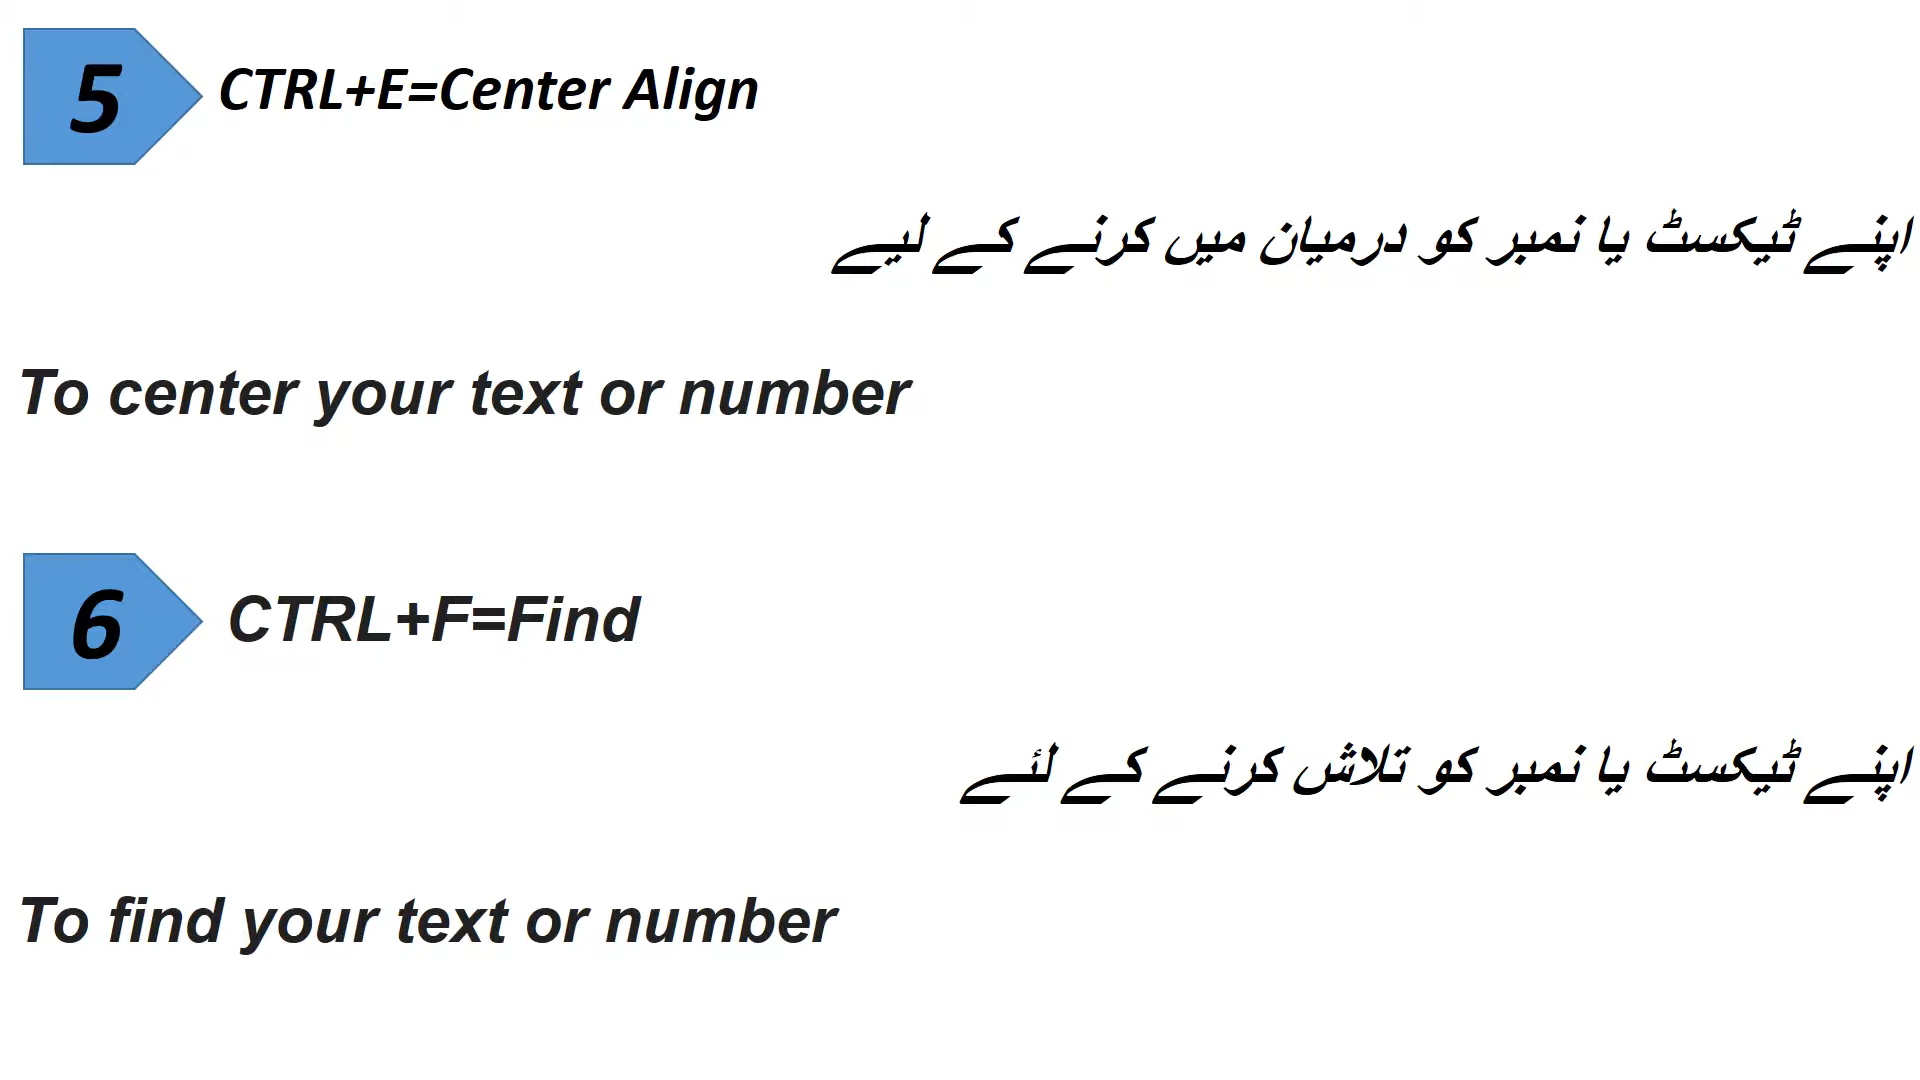 5
CTRL+E=Center Align
اپنے ٹیکسٹ یا نمبر کو درمیان میں کرنے کے لیے
To center your text or number
6
CTRL+F=Find
اپنے ٹیکسٹ یا نمبر کو تلاش کرنے کے لئے
To find your text or number